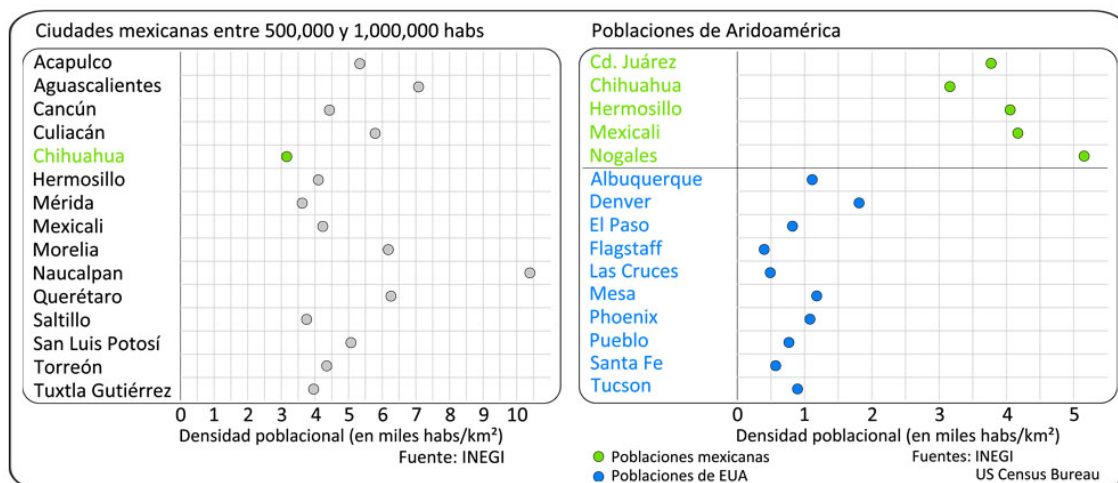 Ciudades mexicanas entre 500,000 y 1,000,000 habs
Acapulco
Aguascalientes
Cancún
Culiacán
Chihuahua
Hermosillo
Mérida
Mexicali
Morelia
Naucalpan
Querétaro
Saltillo
San Luis Potosí
Torreón
Tuxtla Gutiérrez
0 1 2 3 4 5 6 7 8 9 10
Densidad poblacional (en miles habs/km²)
Fuente: INEGI
Poblaciones de Aridoamérica
Cd. Juárez
Chihuahua
Hermosillo
Mexicali
Nogales
Albuquerque
Denver
El Paso
Flagstaff
Las Cruces
Mesa
Phoenix
Pueblo
Santa Fe
Tucson
0 1 2 3 4 5
Densidad poblacional (en miles habs/km²)
Poblaciones mexicanas
Poblaciones de EUA
Fuentes: INEGI
US Census Bureau